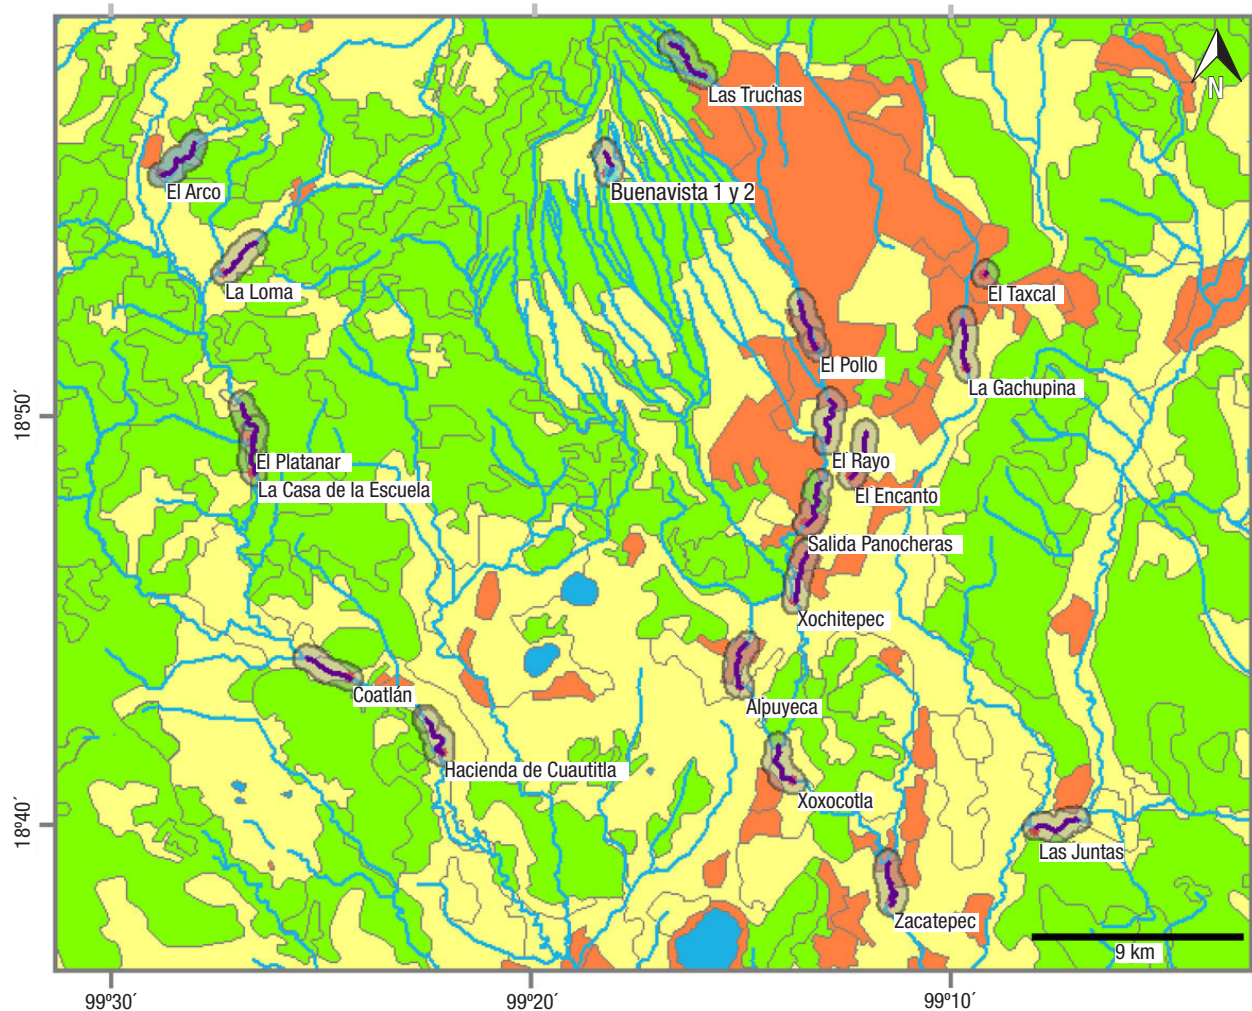 N
Las Truchas
El Arco
Buenavista 1 y 2
La Loma
El Taxcal
El Pollo
La Gachupina
18º50´
El Platanar
El Rayo
La Casa de la Escuela
El Encanto
Salida Panocheras
Xochitepec
Coatlán
Alpuyeca
Hacienda de Cuautitla
Xoxocotla
18º40´
Las Juntas
Zacatepec
9 km
99º30´
99º20´
99º10´